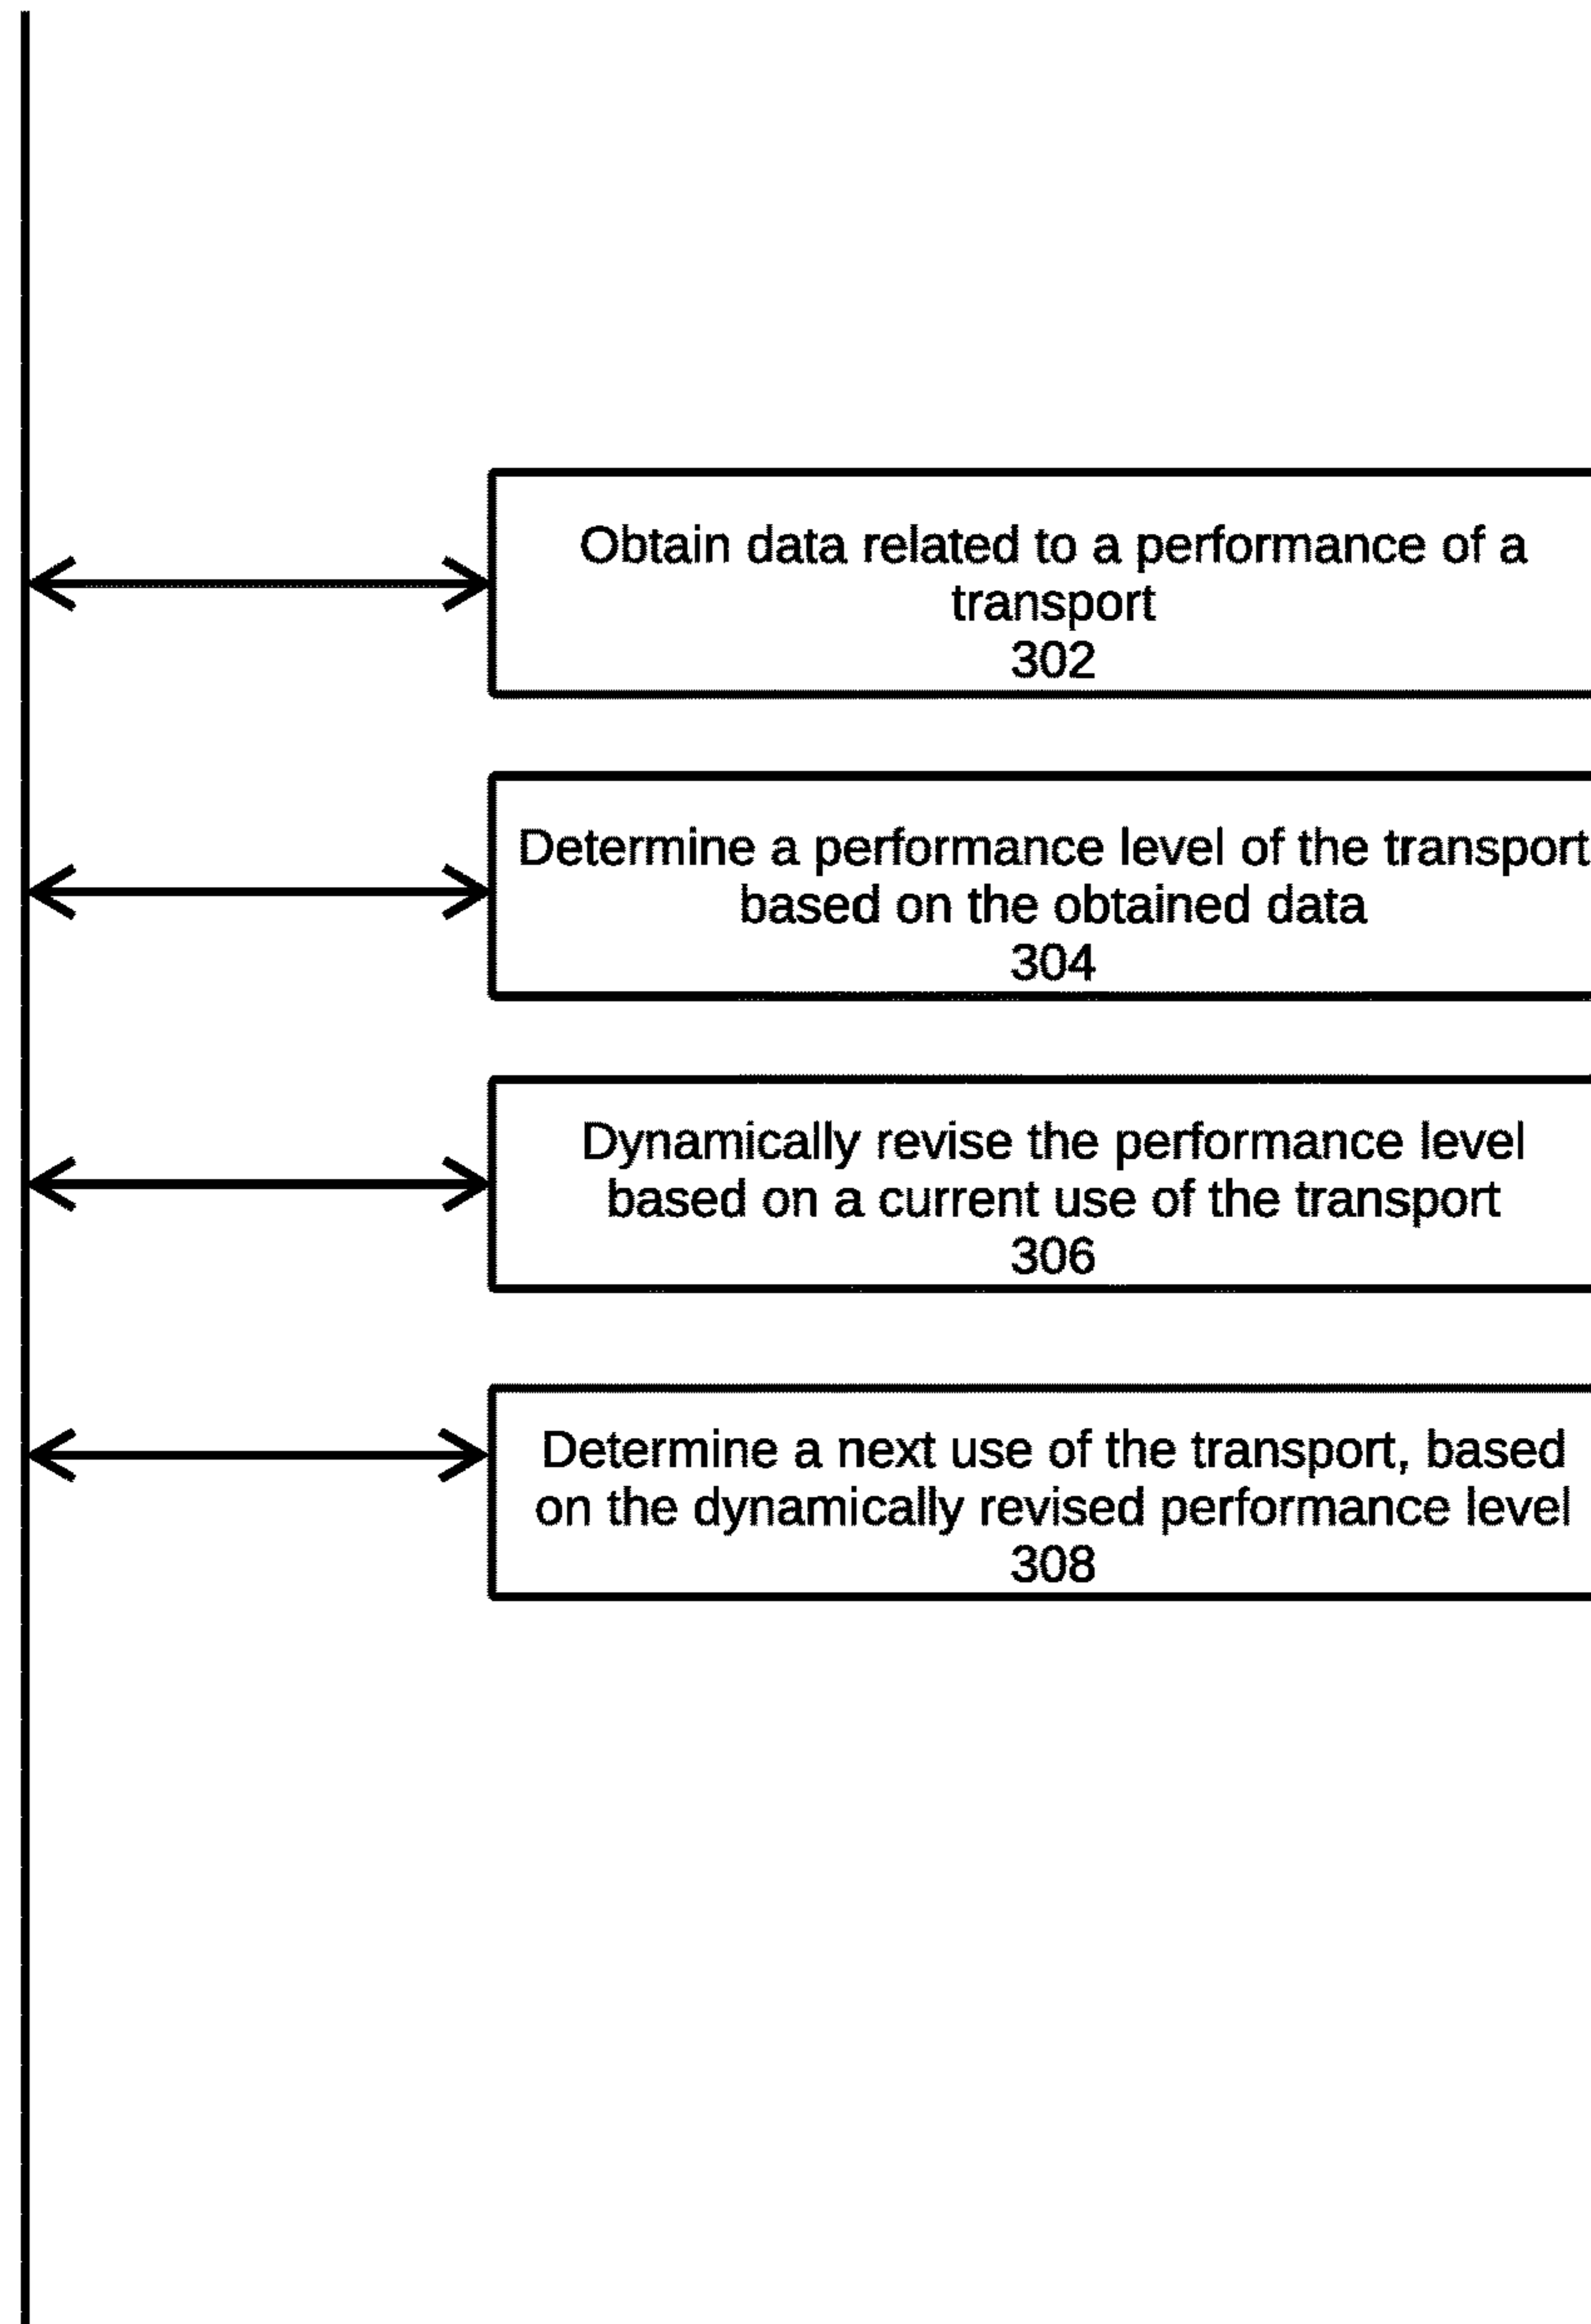 Obtain data related to a performance of a
transport
302
Determine a performance level of the transport
based on the obtained data
304
Dynamically revise the performance level
based on a current use of the transport
306
Determine a next use of the transport, based
on the dynamically revised performance level
308